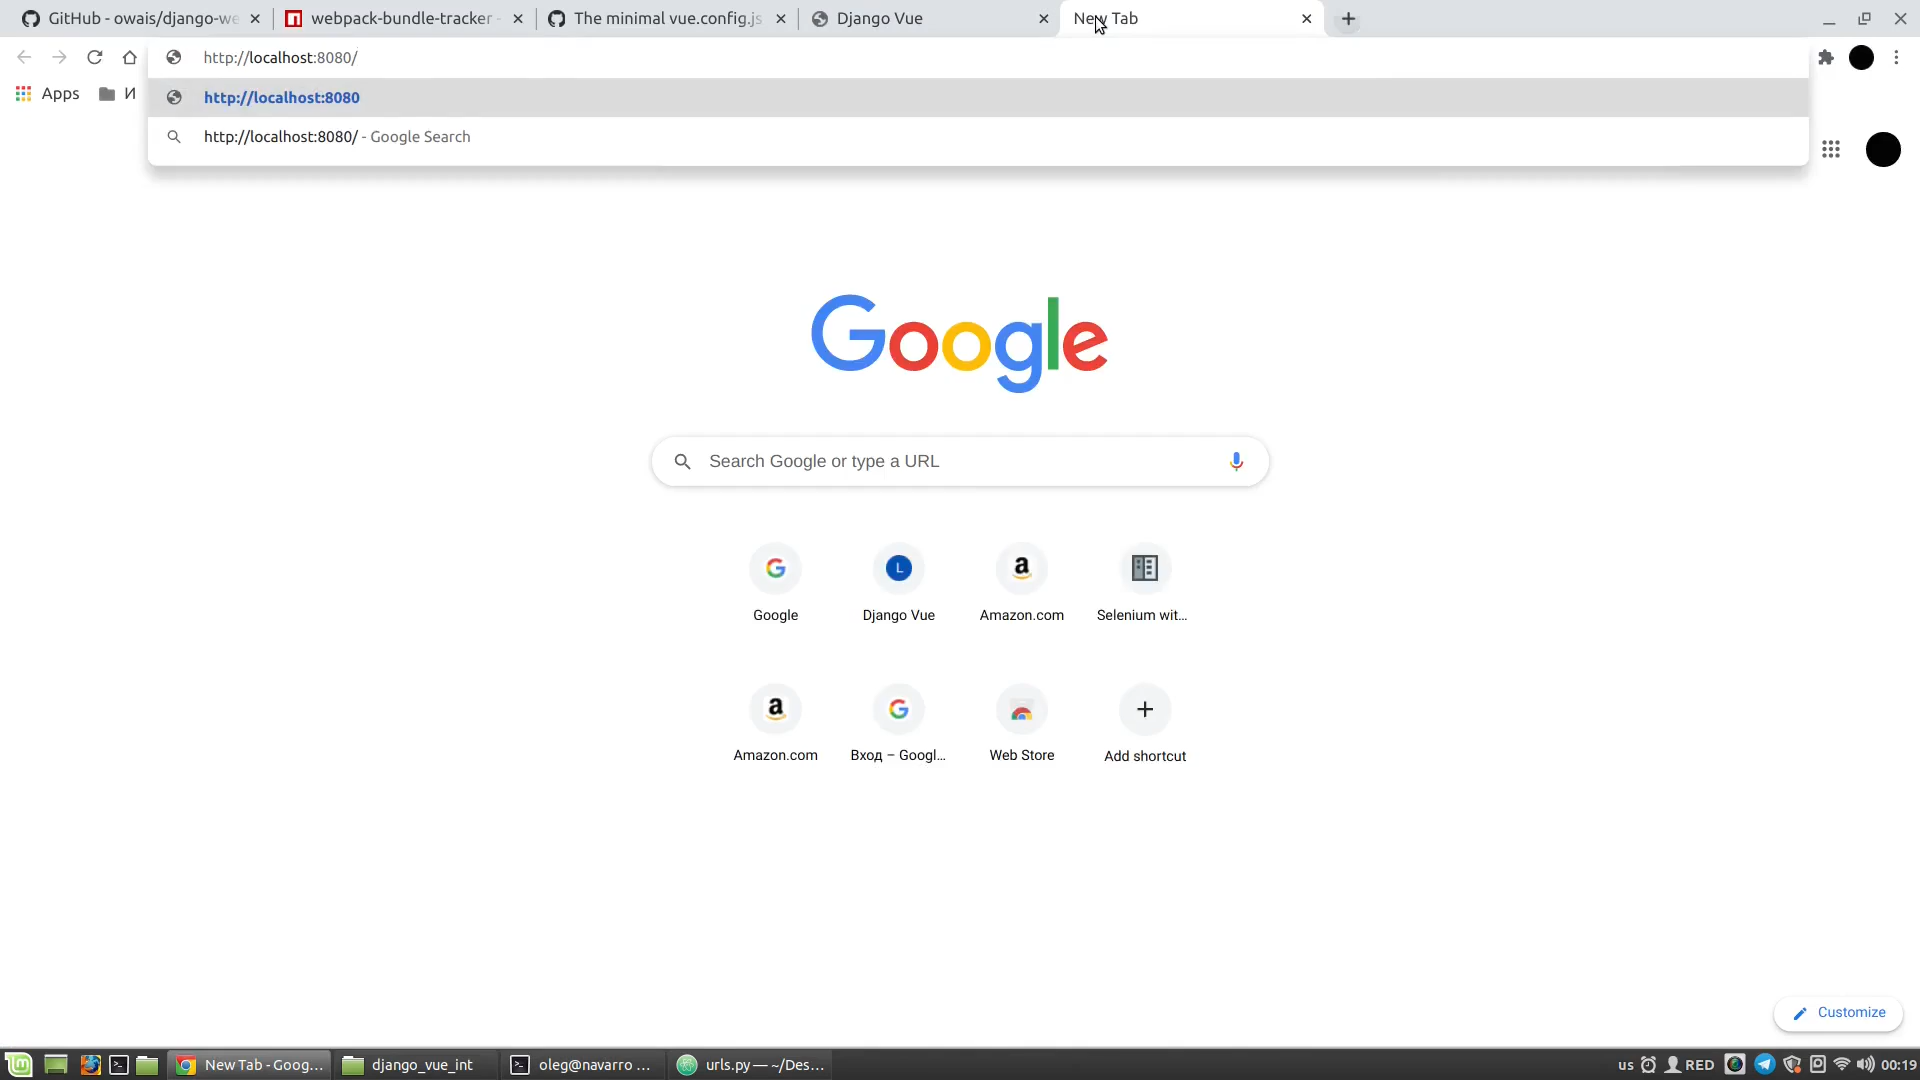 GitHub - owais/django-we
webpack-bundle-tracker -
The minimal vue.config.js
Django Vue
New Tab
http://localhost:8080/
Apps
И
http://localhost:8080
http://localhost:8080/ - Google Search
Google
Search Google or type a URL
L
Google
Django Vue
Amazon.com
Selenium wit...
Amazon.com
Вход – Googl...
Web Store
Add shortcut
Customize
New Tab - Goog...
django_vue_int
oleg@navarro ...
urls.py — ~/Des...
us
RED
00:19